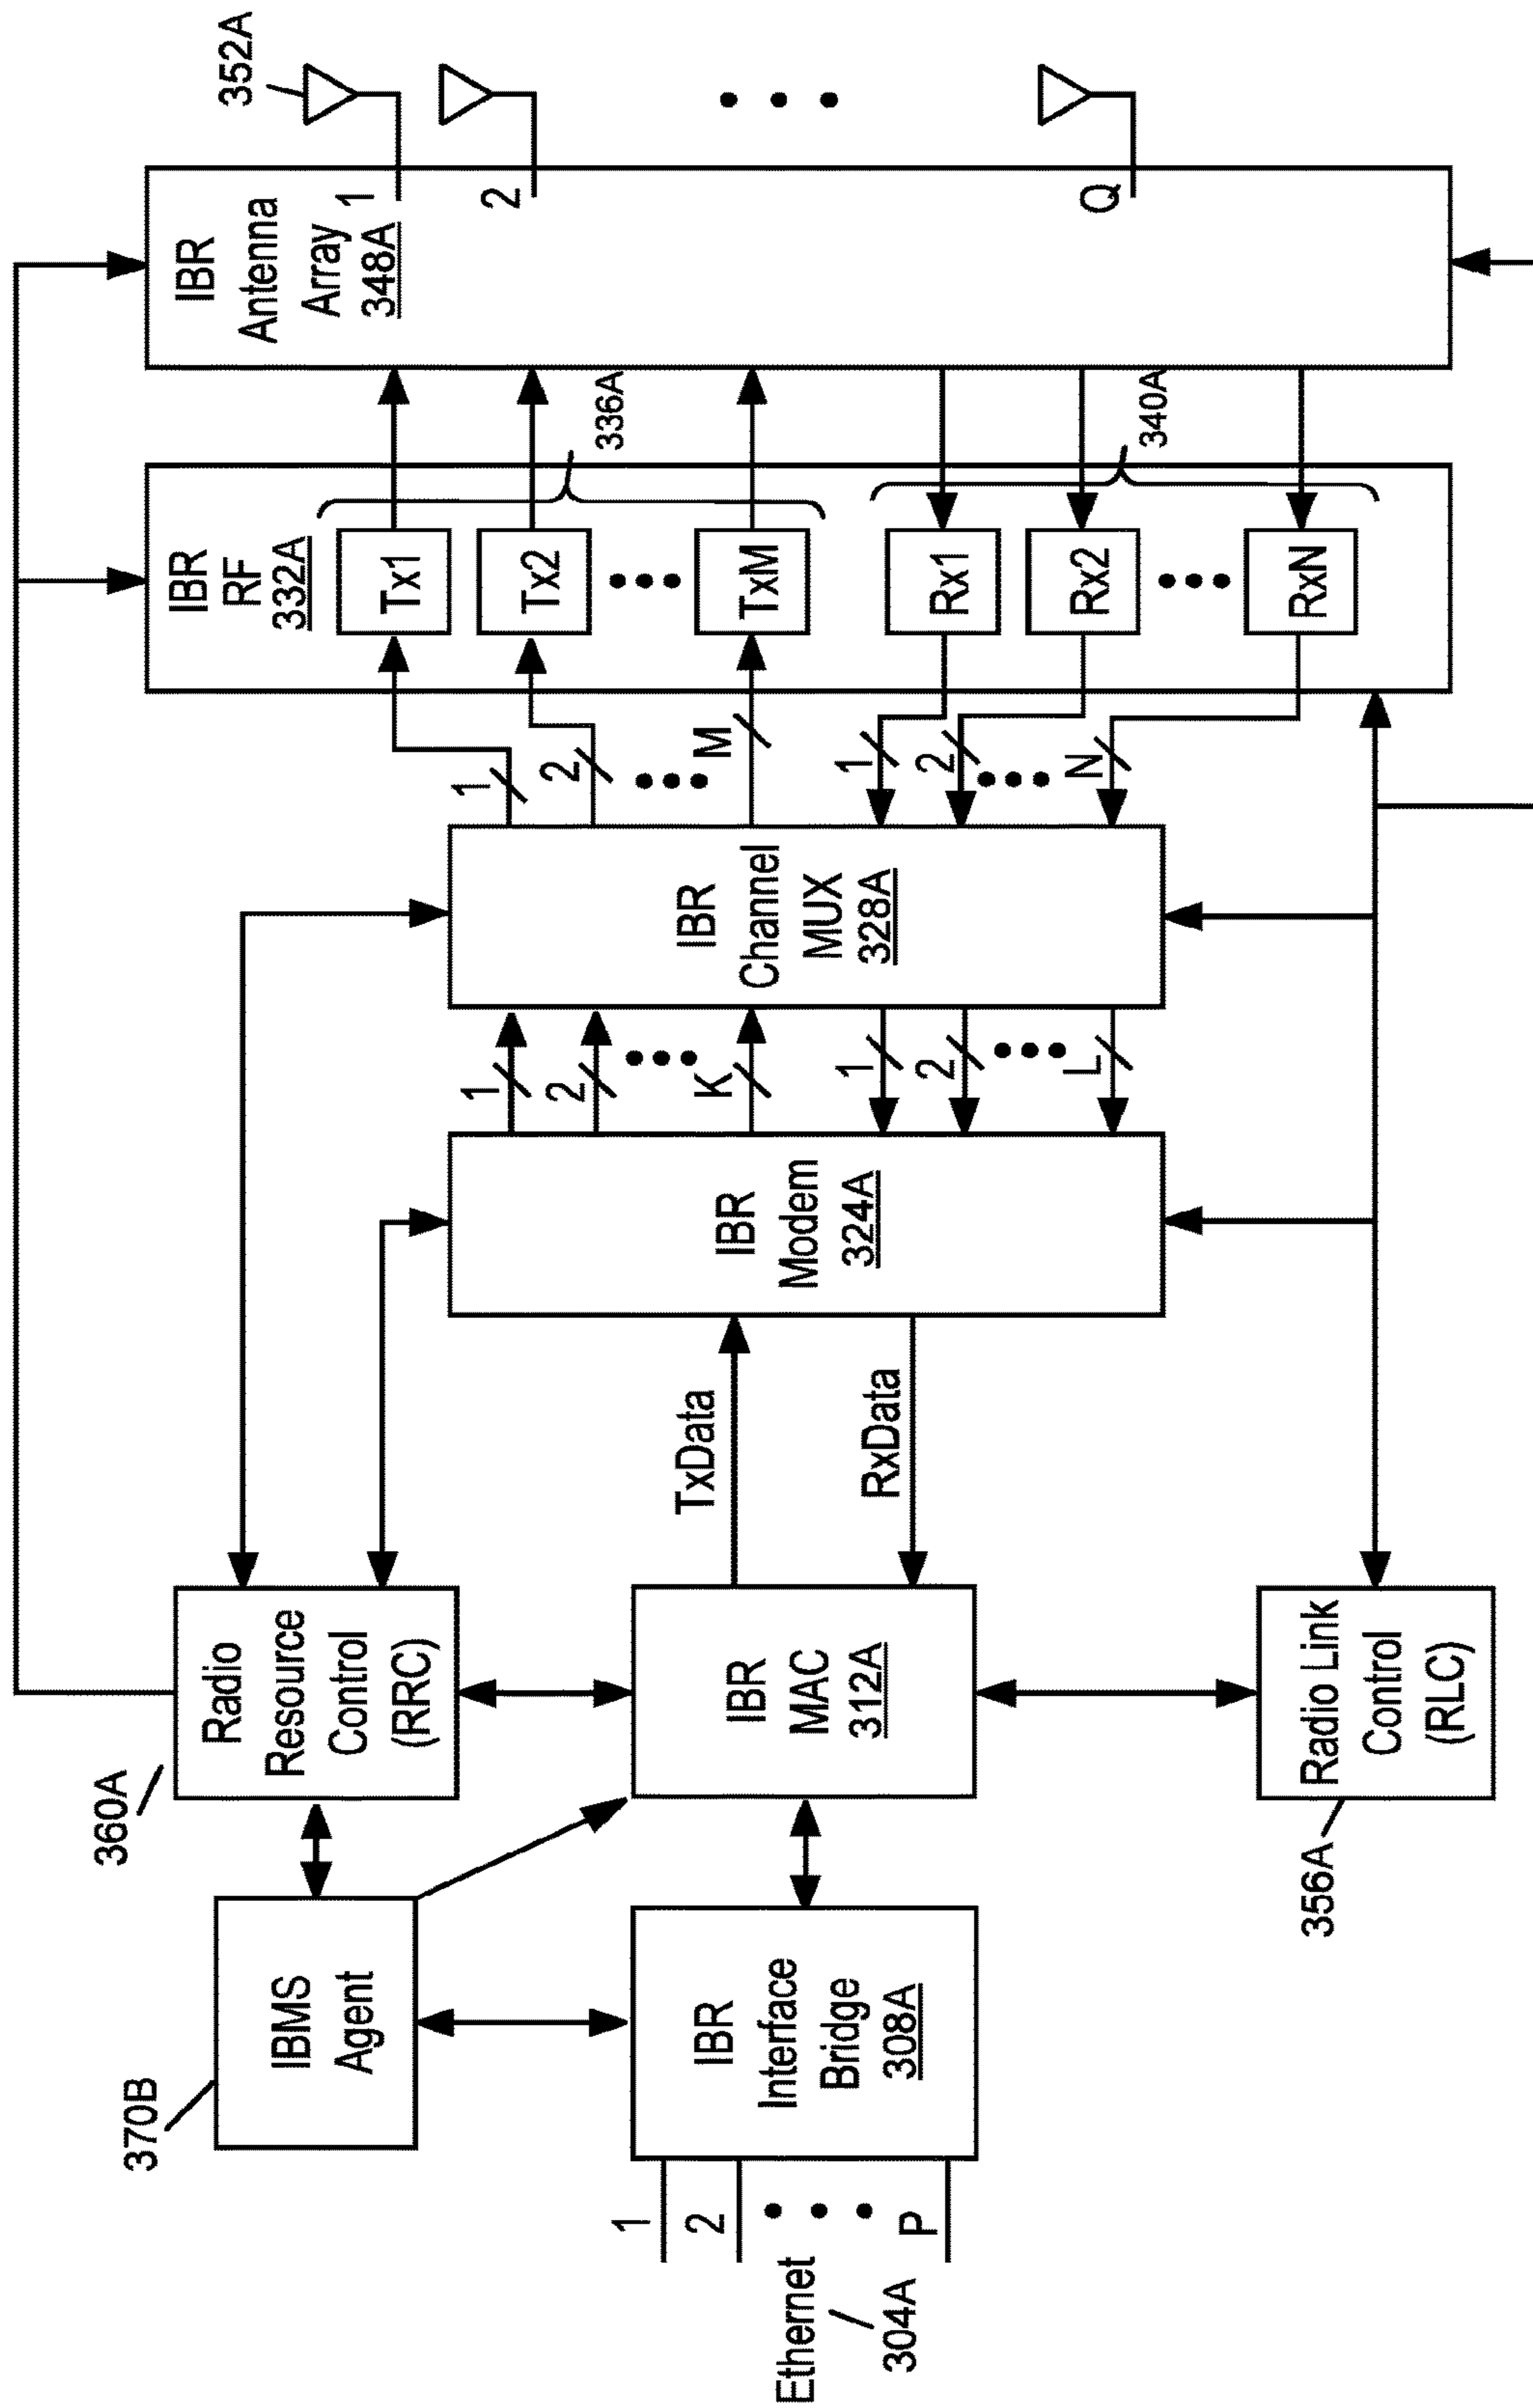 370B
IBMS
Agent
360A
Radio
Resource
Control
(RRC)
Ethernet
304A
1
2
P
IBR
Interface
Bridge
308A
IBR
MAC
312A
TxData
RxData
356A
Radio Link
Control
(RLC)
IBR
Modem
324A
1
2
K
1
2
L
IBR
Channel
MUX
328A
1
2
M
1
2
N
IBR
RF
332A
Tx1
Tx2
TxM
Rx1
Rx2
RxN
336A
340A
IBR
Antenna
Array
348A
1
2
Q
352A